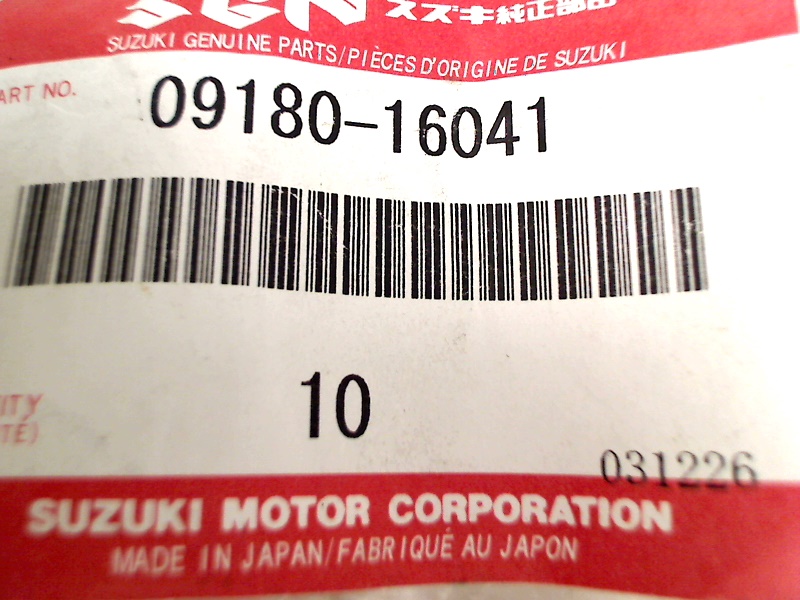 スズキ純正部品
SUZUKI GENUINE PARTS/PIÈCES D'ORIGINE DE SUZUKI
ART NO.
09180-16041
ITY
10
TÉ)
031226
SUZUKI MOTOR CORPORATION
MADE IN JAPAN/FABRIQUÉ AU JAPON